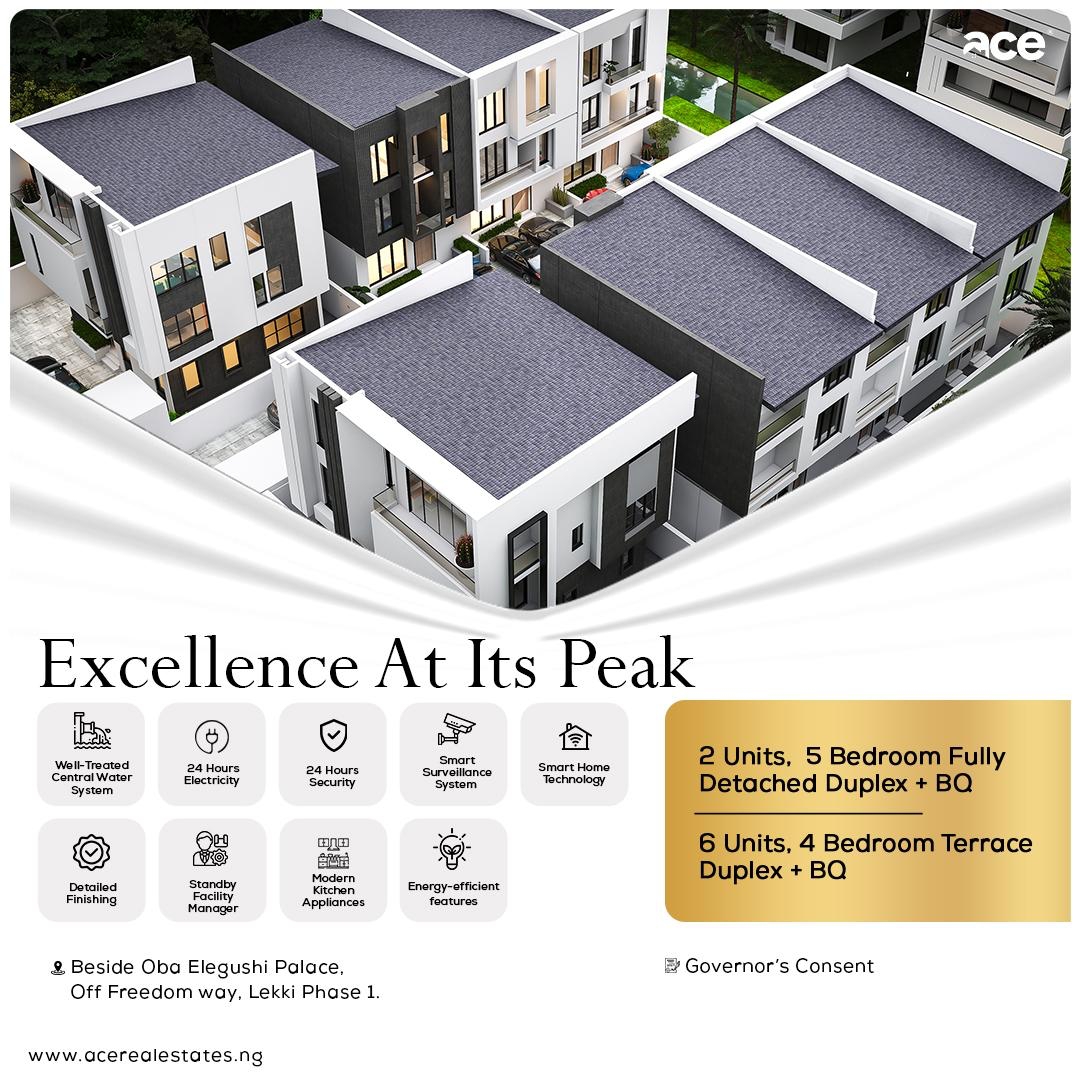 ace
Excellence At Its Peak
Well-Treated
Central Water
System
24 Hours
Electricity
24 Hours
Security
Smart
Surveillance
System
Smart Home
Technology
Detailed
Finishing
Standby
Facility
Manager
Modern
Kitchen
Appliances
Energy-efficient
features
2 Units, 5 Bedroom Fully
Detached Duplex + BQ
6 Units, 4 Bedroom Terrace
Duplex + BQ
Beside Oba Elegushi Palace,
Off Freedom way, Lekki Phase 1.
Governor's Consent
www.acerealestates.ng